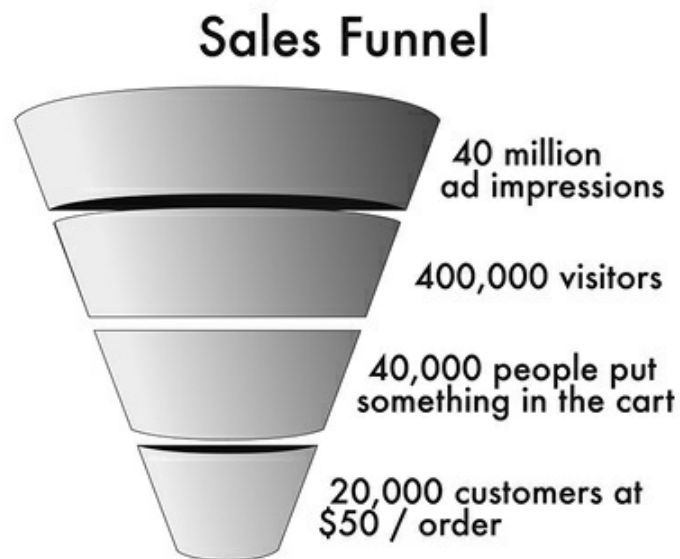 Sales Funnel
40 million
ad impressions
400,000 visitors
40,000 people put
something in the cart
20,000 customers at
$50 / order